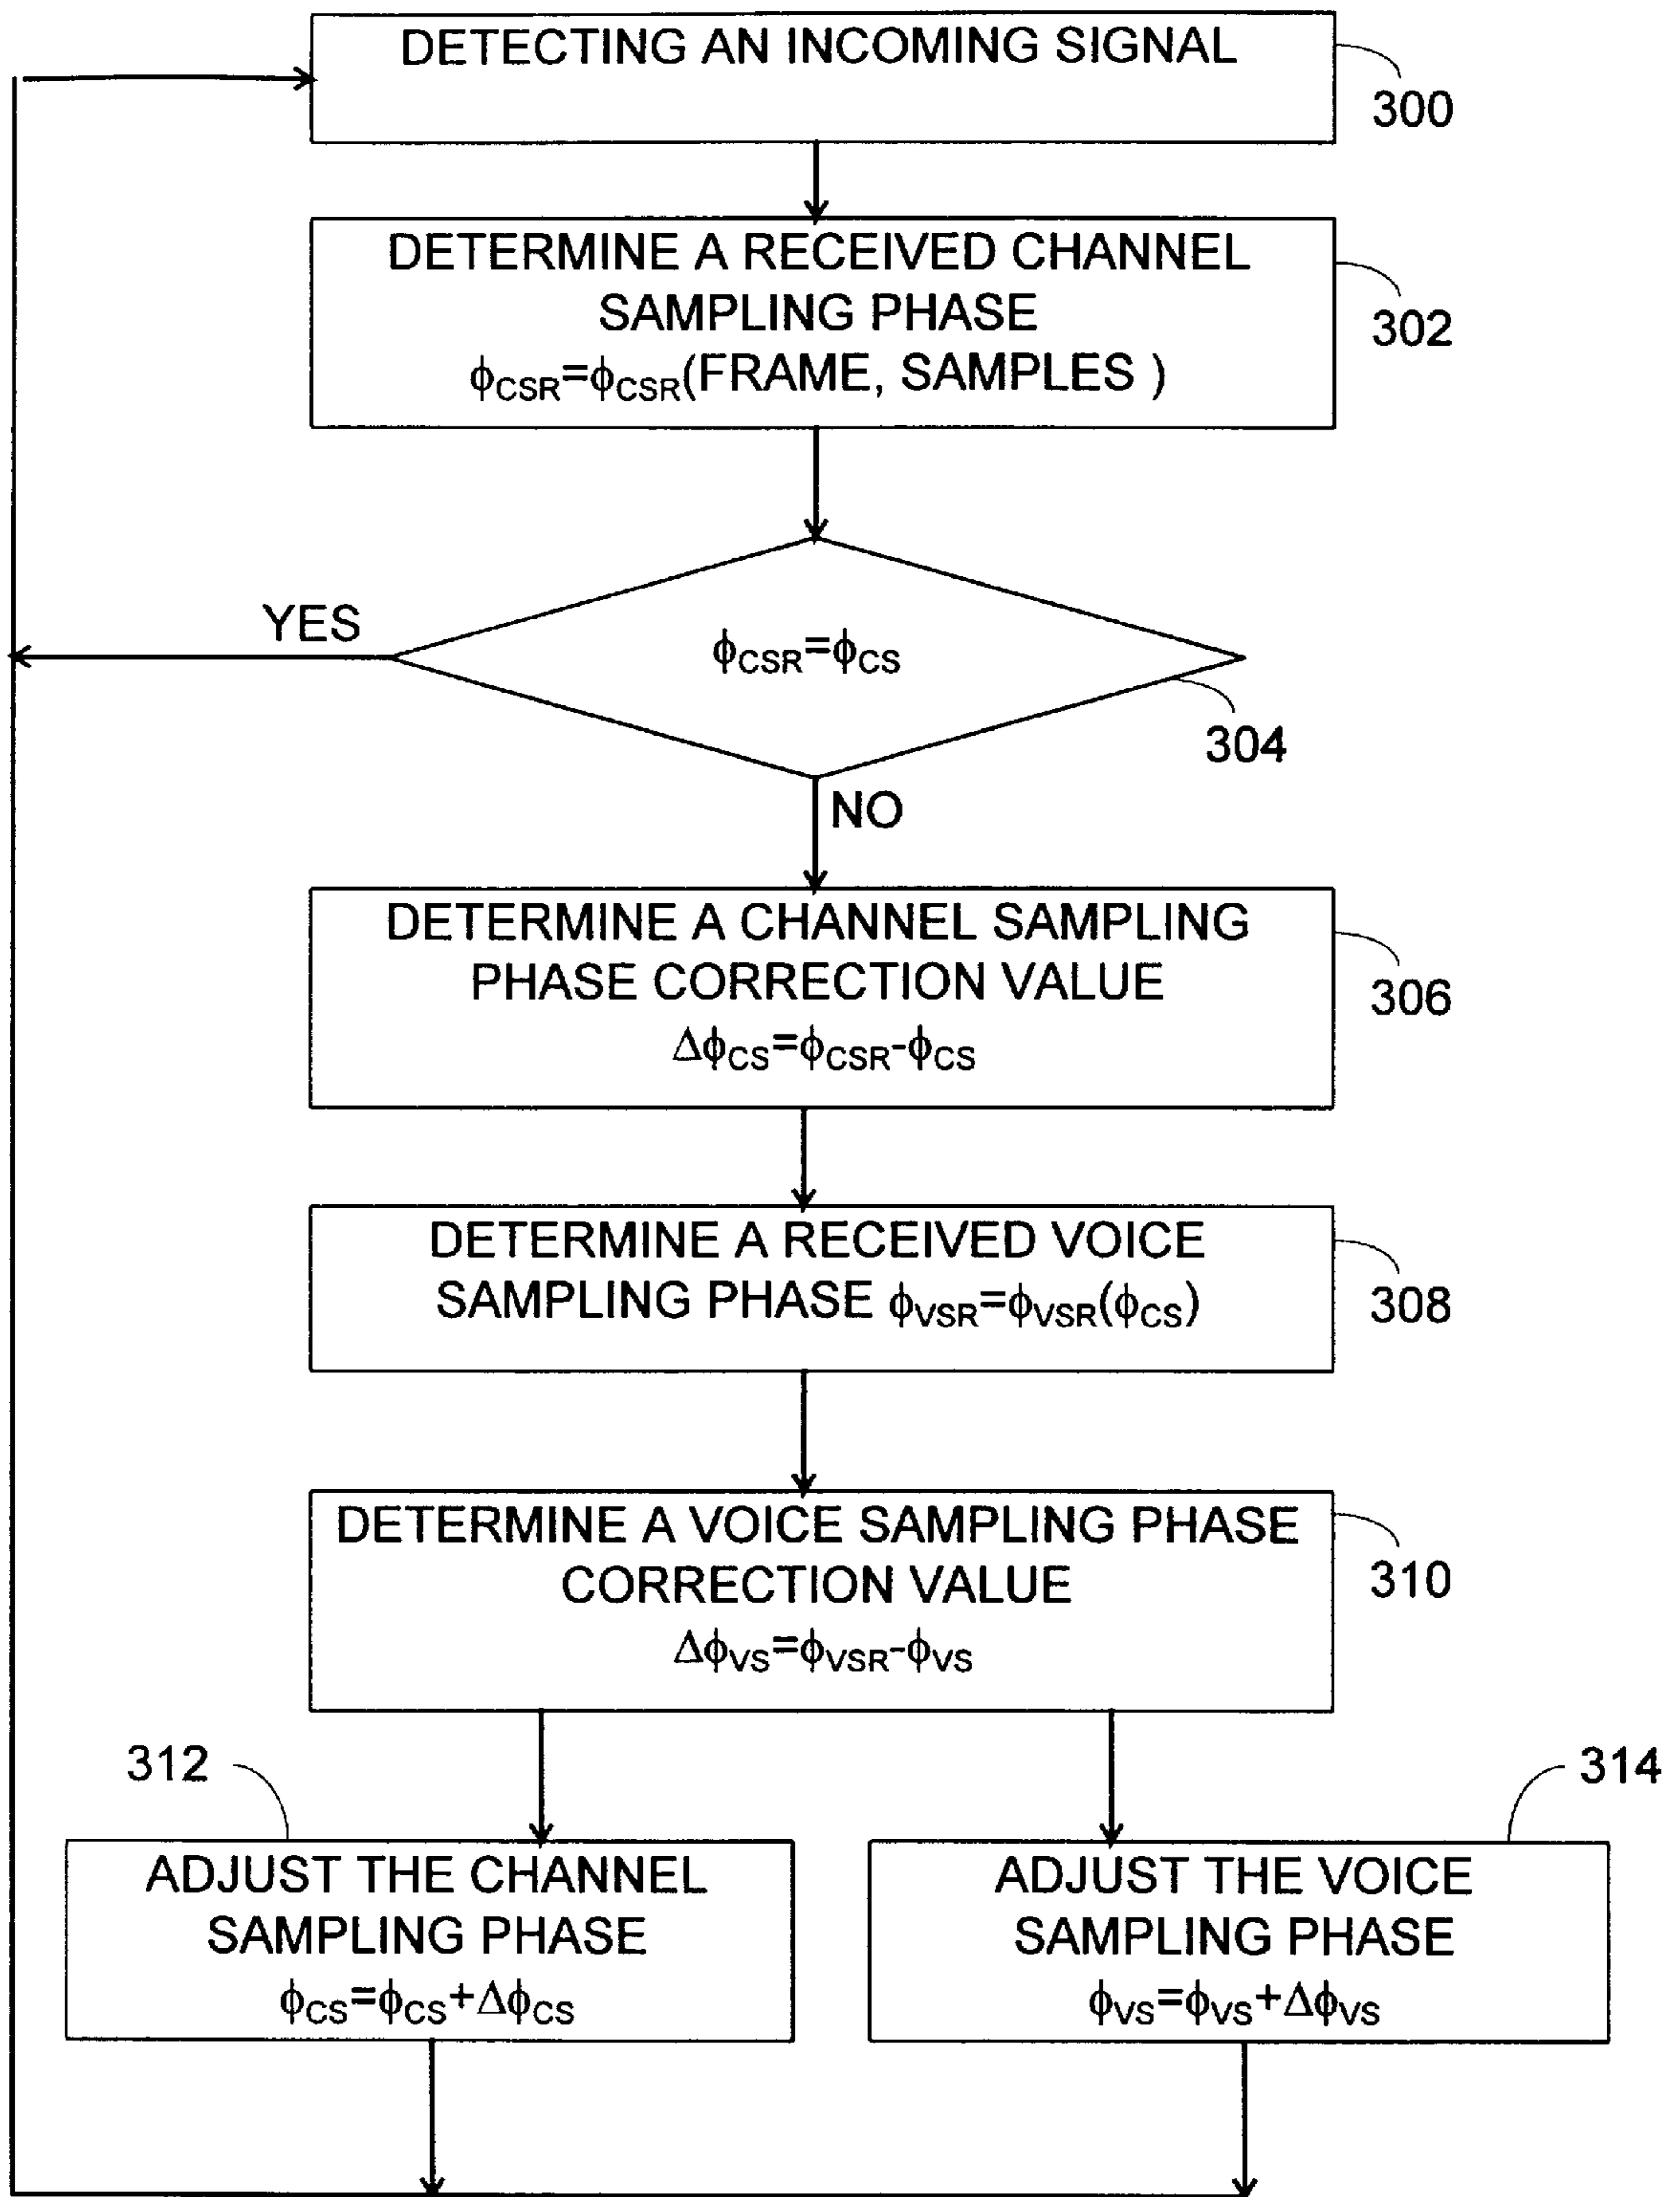 DETECTING AN INCOMING SIGNAL
300
DETERMINE A RECEIVED CHANNEL
SAMPLING PHASE
ϕCSR=ϕCSR(FRAME, SAMPLES )
302
YES
ϕCSR=ϕCS
304
NO
DETERMINE A CHANNEL SAMPLING
PHASE CORRECTION VALUE
ΔϕCS=ϕCSR-ϕCS
306
DETERMINE A RECEIVED VOICE
SAMPLING PHASE ϕVSR=ϕVSR(ϕCS)
308
DETERMINE A VOICE SAMPLING PHASE
CORRECTION VALUE
ΔϕVS=ϕVSR-ϕVS
310
312
314
ADJUST THE CHANNEL
SAMPLING PHASE
ϕCS=ϕCS+ΔϕCS
ADJUST THE VOICE
SAMPLING PHASE
ϕVS=ϕVS+ΔϕVS